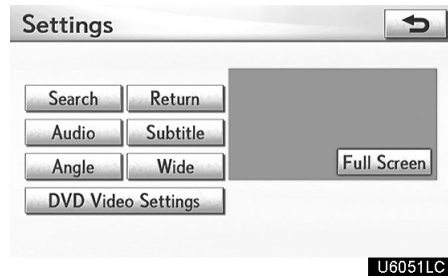 Settings
Search Return
Audio Subtitle
Angle Wide Full Screen
DVD Video Settings
U6051LC